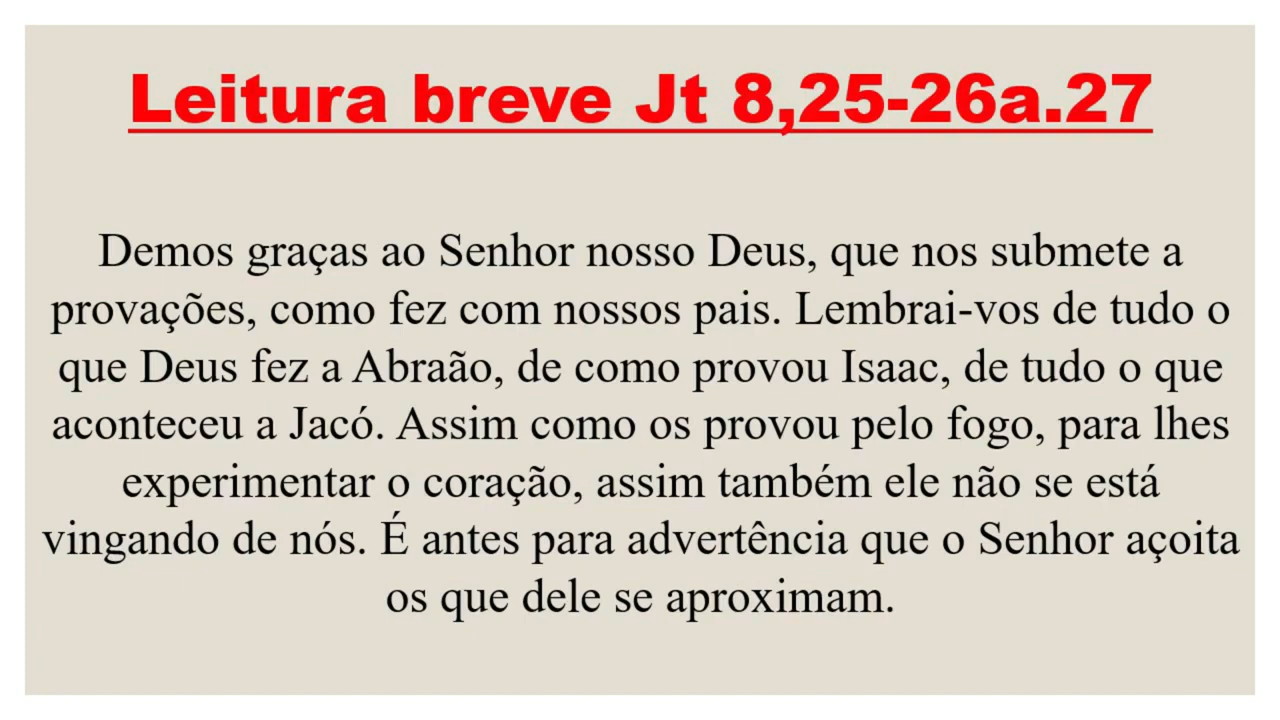 Leitura breve Jt 8,25-26a.27
Demos graças ao Senhor nosso Deus, que nos submete a
provações, como fez com nossos pais. Lembrai-vos de tudo o
que Deus fez a Abraão, de como provou Isaac, de tudo o que
aconteceu a Jacó. Assim como os provou pelo fogo, para lhes
experimentar o coração, assim também ele não se está
vingando de nós. É antes para advertência que o Senhor açoita
os que dele se aproximam.